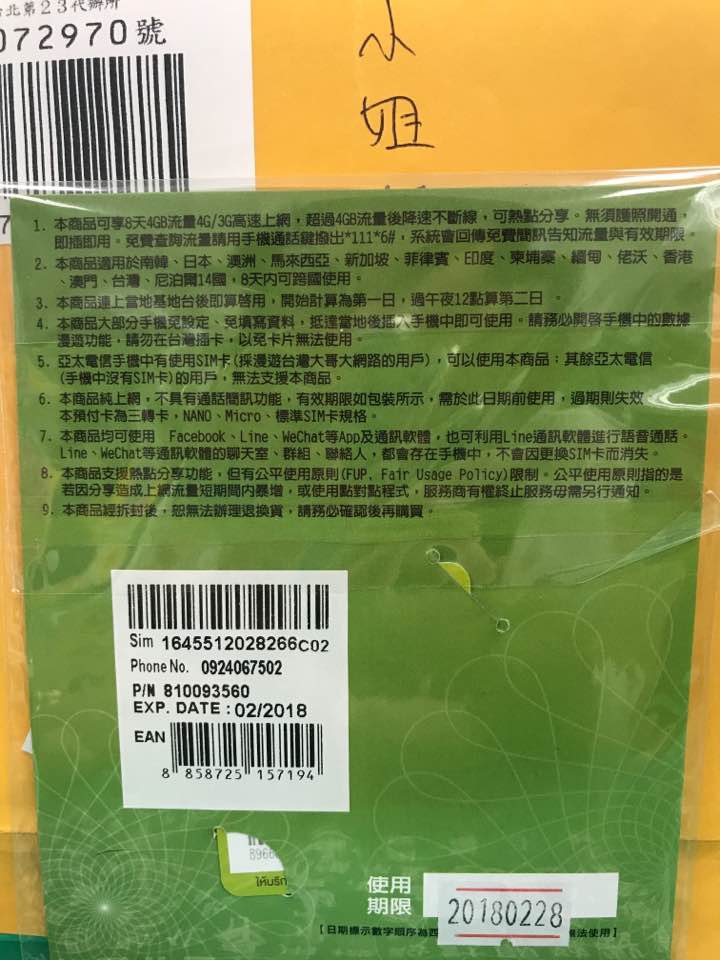 北第23代辦所
072970號
小
姐
1. 本商品可享8天4GB流量4G/3G高速上網，超過4GB流量後降速不斷線，可熱點分享。無須護照開通，
即插即用。免費查詢流量請用手機通話鍵撥出*111*6#，系統會回傳免費簡訊告知流量與有效期限。
2. 本商品適用於南韓、日本、澳洲、馬來西亞、新加坡、菲律賓、印度、柬埔寨、緬甸、佬沃、香港
、澳門、台灣、尼泊爾14國，8天內可跨國使用。
3. 本商品連上當地基地台後即算啓用，開始計算為第一日，過午夜12點算第二日 。
4. 本商品大部分手機免設定、免填寫資料，抵達當地後插入手機中即可使用。請務必開啓手機中的數據
漫遊功能，請勿在台灣插卡，以免卡片無法使用。
5. 亞太電信手機中有使用SIM卡(採漫遊台灣大哥大網路的用戶)，可以使用本商品；其餘亞太電信
(手機中沒有SIM卡)的用戶，無法支援本商品。
6. 本商品純上網，不具有通話簡訊功能，有效期限如包裝所示，需於此日期前使用，過期則失效
本預付卡為三轉卡，NANO、Micro、標準SIM卡規格。
7. 本商品均可使用 Facebook、Line、WeChat等App及通訊軟體，也可利用Line通訊軟體進行語音通話。
Line、WeChat等通訊軟體的聊天室、群組、聯絡人，都會存在手機中，不會因更換SIM卡而消失。
8. 本商品支援熱點分享功能，但有公平使用原則(FUP, Fair Usage Policy)限制。公平使用原則指的是
若因分享造成上網流量短期間內暴增，或使用點對點程式，服務商有權終止服務毋需另行通知。
9. 本商品經拆封後，恕無法辦理退換貨，請務必確認後再購買。
Sim 1645512028266C02
Phone No. 0924067502
P/N 810093560
EXP. DATE : 02/2018
EAN
8 858725 157194
8966
ให้บริก
使用
期限
20180228
【日期標示數字順序為西 無法使用】